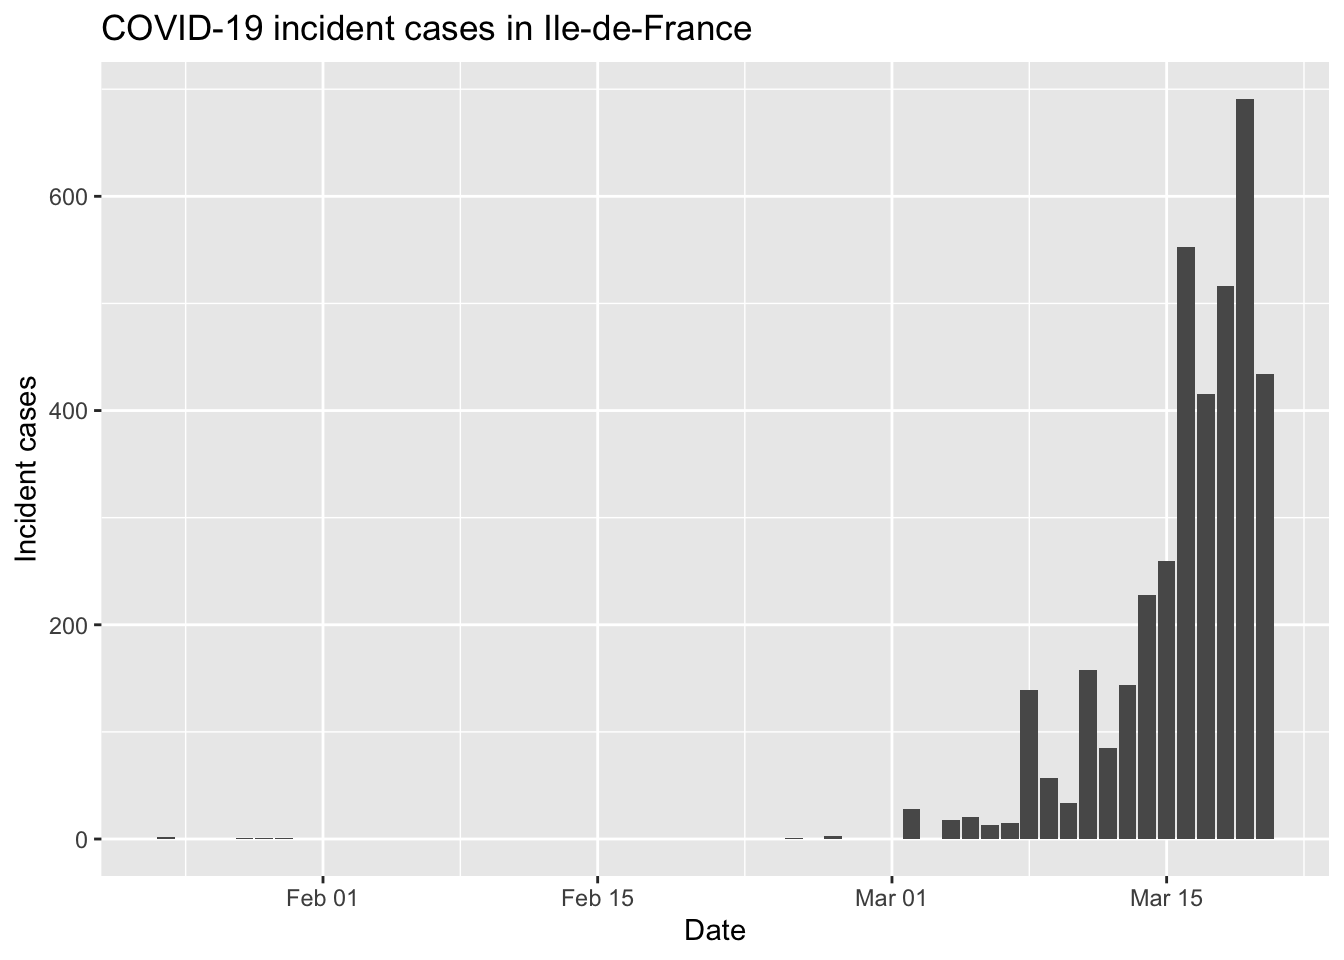 COVID-19 incident cases in Ile-de-France
Incident cases
600
400
200
0
Feb 01
Feb 15
Mar 01
Mar 15
Date